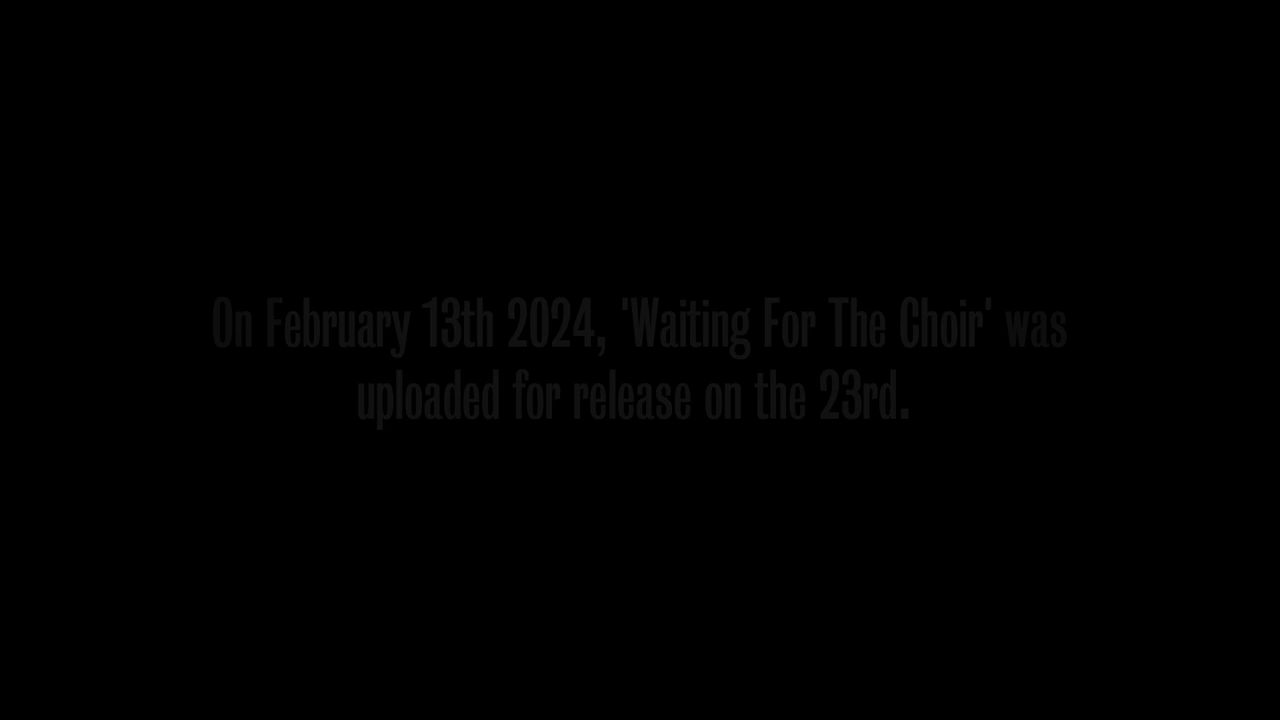 On February 13th 2024, 'Waiting For The Choir' was
uploaded for release on the 23rd.